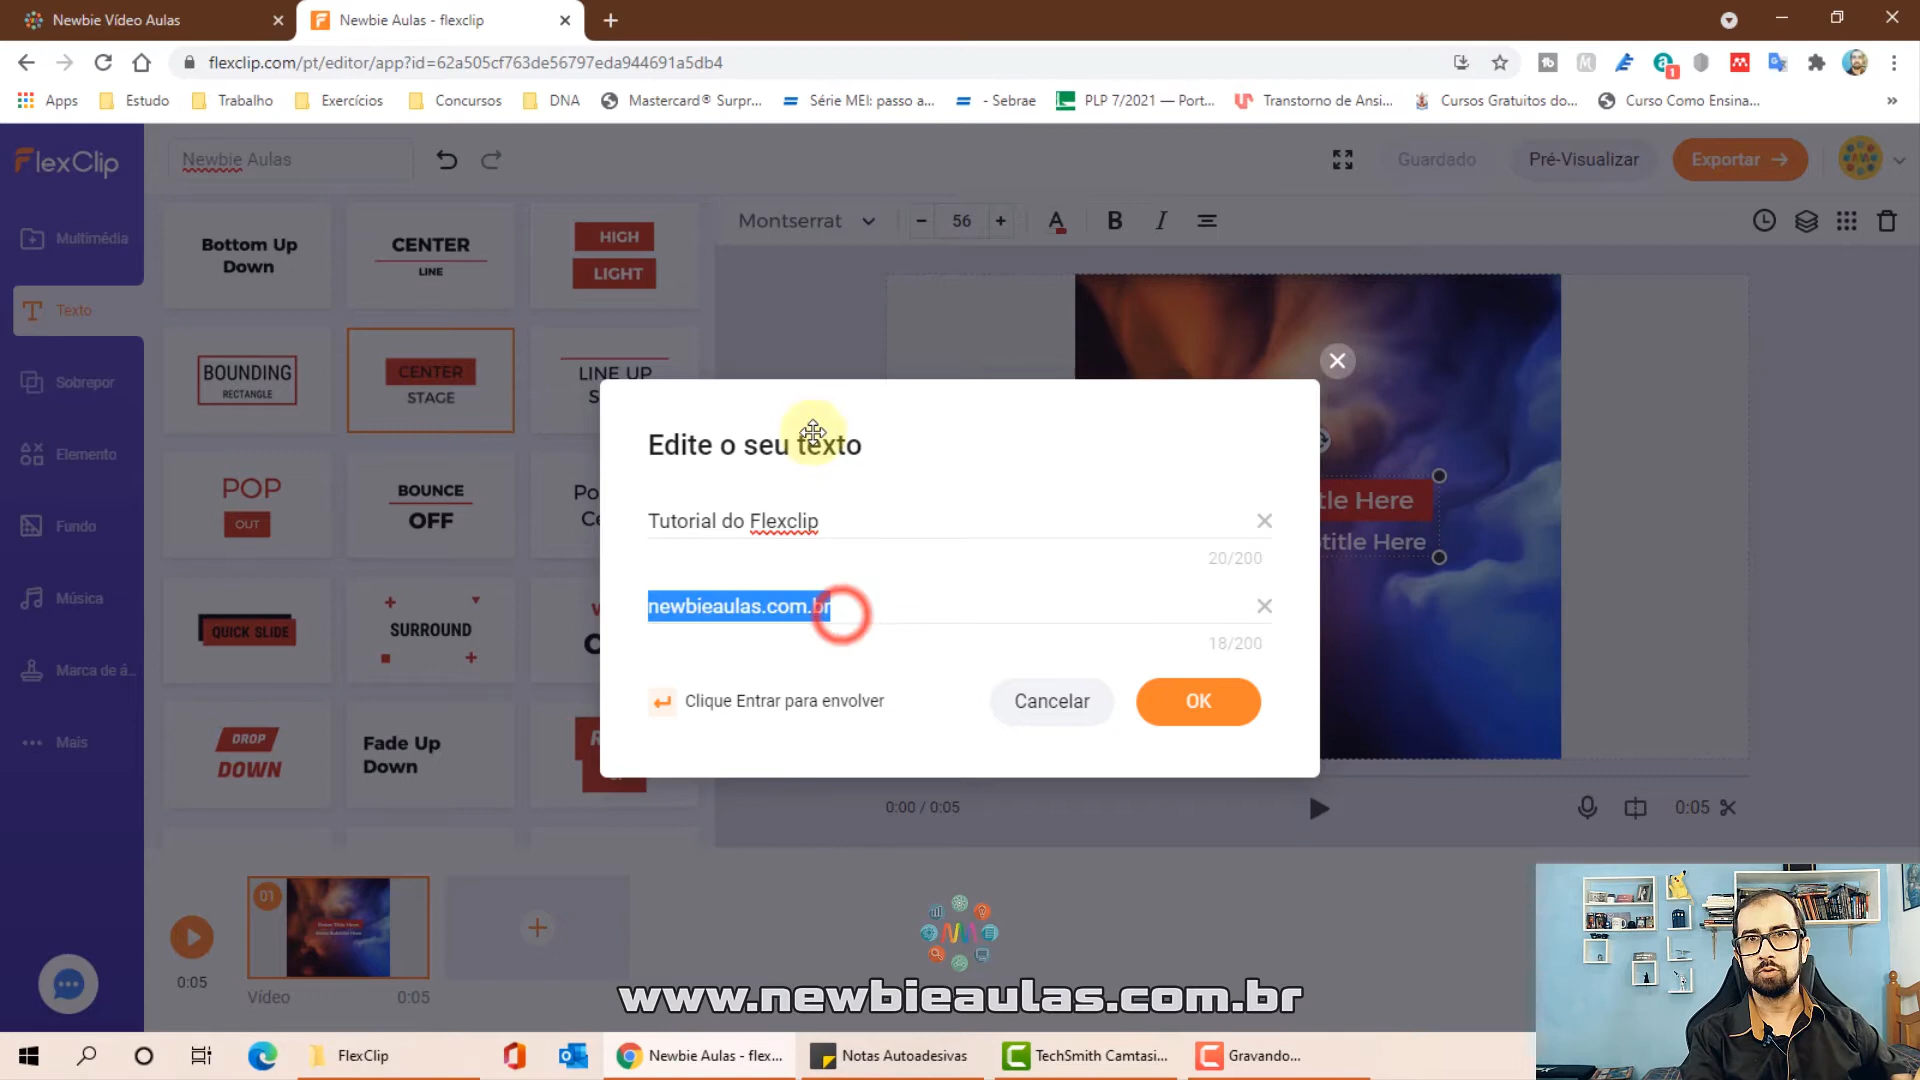 Newbie Vídeo Aulas
Newbie Aulas - flexclip
flexclip.com/pt/editor/app?id=62a505cf763de56797eda944691a5db4
Apps
Estudo
Trabalho
Exercícios
Concursos
DNA
Mastercard® Surpr...
Série MEI: passo a...
- Sebrae
PLP 7/2021 — Port...
Transtorno de Ansi...
Cursos Gratuitos do...
Curso Como Ensina...
FlexClip
Newbie Aulas
Guardado
Pré-Visualizar
Exportar
Multimédia
Texto
Sobrepor
Elemento
Fundo
Música
Marca de á...
Mais
Bottom Up
Down
CENTER
LINE
HIGH
LIGHT
BOUNDING
RECTANGLE
CENTER
STAGE
LINE UP
S
POP
OUT
BOUNCE
OFF
Po
Ce
QUICK SLIDE
SURROUND
DROP
DOWN
Fade Up
Down
Montserrat
56
A
B
I
tle Here
title Here
Edite o seu texto
Tutorial do Flexclip
20/200
newbieaulas.com.br
18/200
Clique Entrar para envolver
Cancelar
OK
0:00 / 0:05
0:05
01
0:05
Vídeo
0:05
www.newbieaulas.com.br
FlexClip
Newbie Aulas - flex...
Notas Autoadesivas
TechSmith Camtasi...
Gravando...